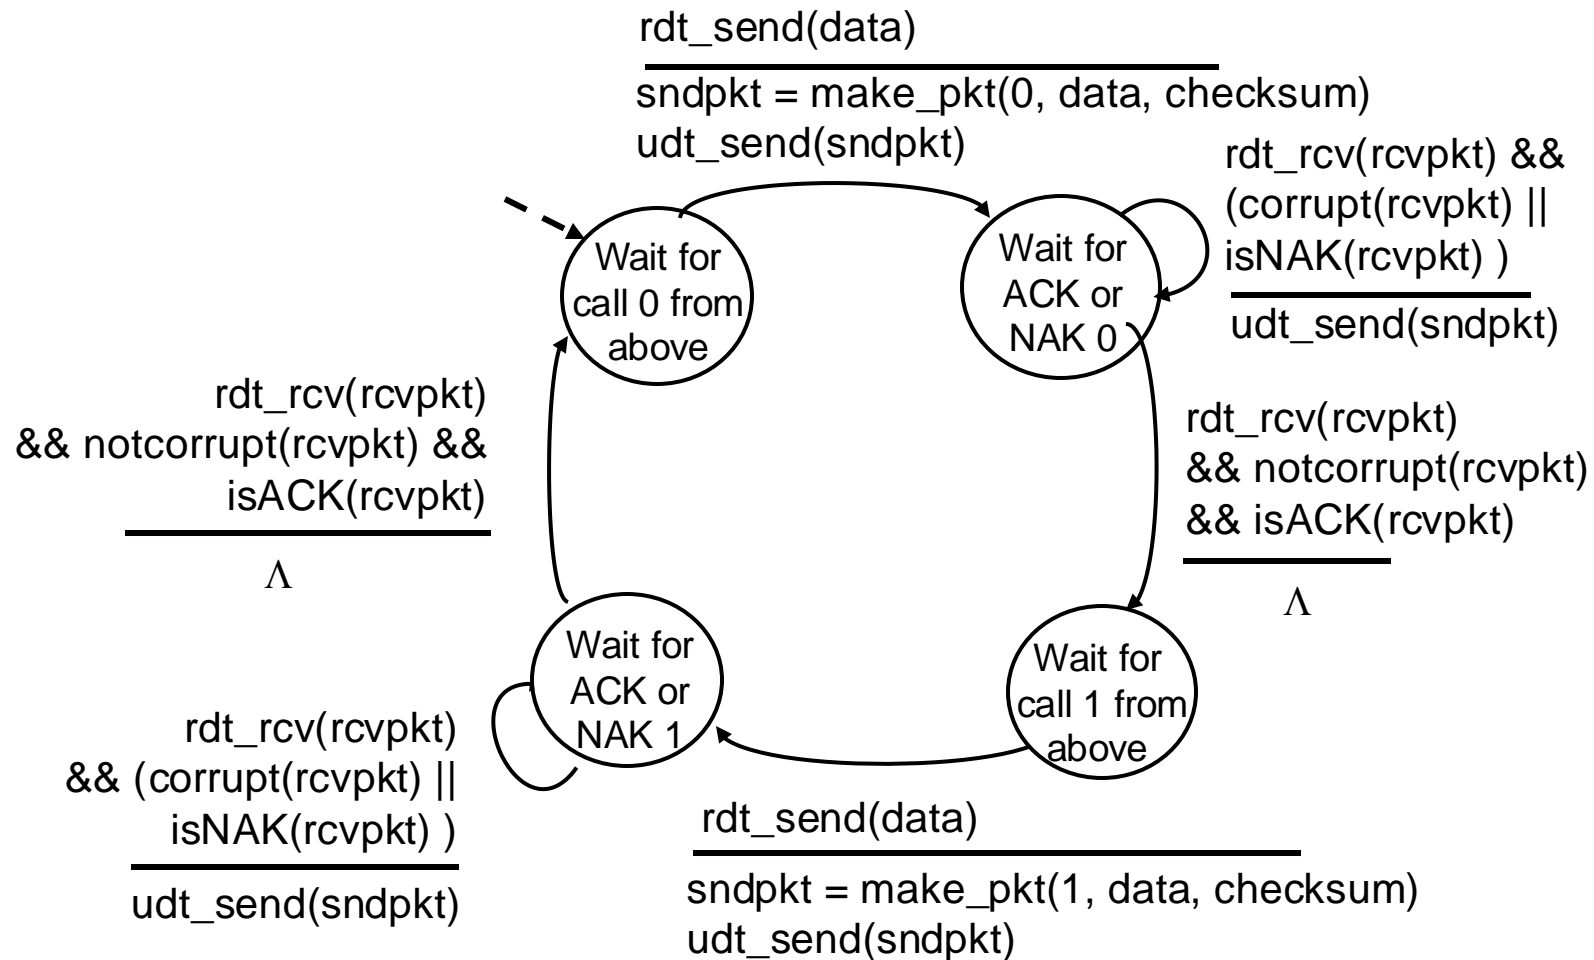 rdt_send(data)
sndpkt = make_pkt(0, data, checksum)
udt_send(sndpkt)
rdt_rcv(rcvpkt) &&
(corrupt(rcvpkt) ||
isNAK(rcvpkt) )
udt_send(sndpkt)
Wait for
call 0 from
above
Wait for
ACK or
NAK 0
rdt_rcv(rcvpkt)
&& notcorrupt(rcvpkt) &&
isACK(rcvpkt)
Λ
rdt_rcv(rcvpkt)
&& notcorrupt(rcvpkt)
&& isACK(rcvpkt)
Λ
Wait for
ACK or
NAK 1
Wait for
call 1 from
above
rdt_rcv(rcvpkt)
&& (corrupt(rcvpkt) ||
isNAK(rcvpkt) )
udt_send(sndpkt)
rdt_send(data)
sndpkt = make_pkt(1, data, checksum)
udt_send(sndpkt)